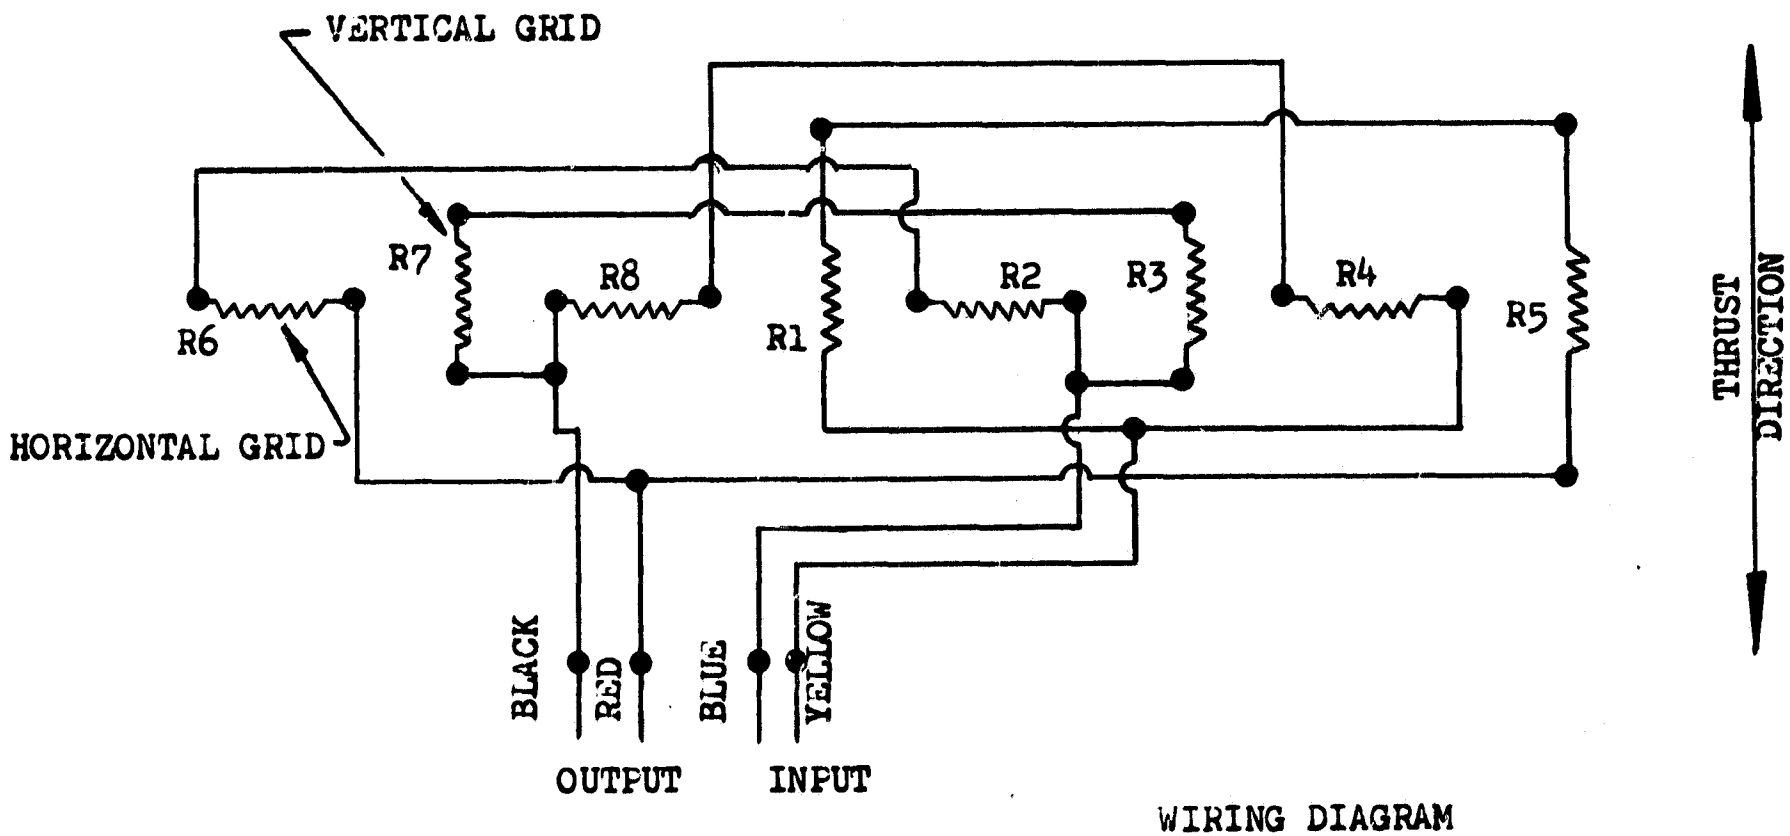 VERTICAL GRID
R7
R8
R2
R3
R4
R6
R1
R5
HORIZONTAL GRID
THRUST
DIRECTION
BLACK
RED
BLUE
YELLOW
OUTPUT
INPUT
WIRING DIAGRAM